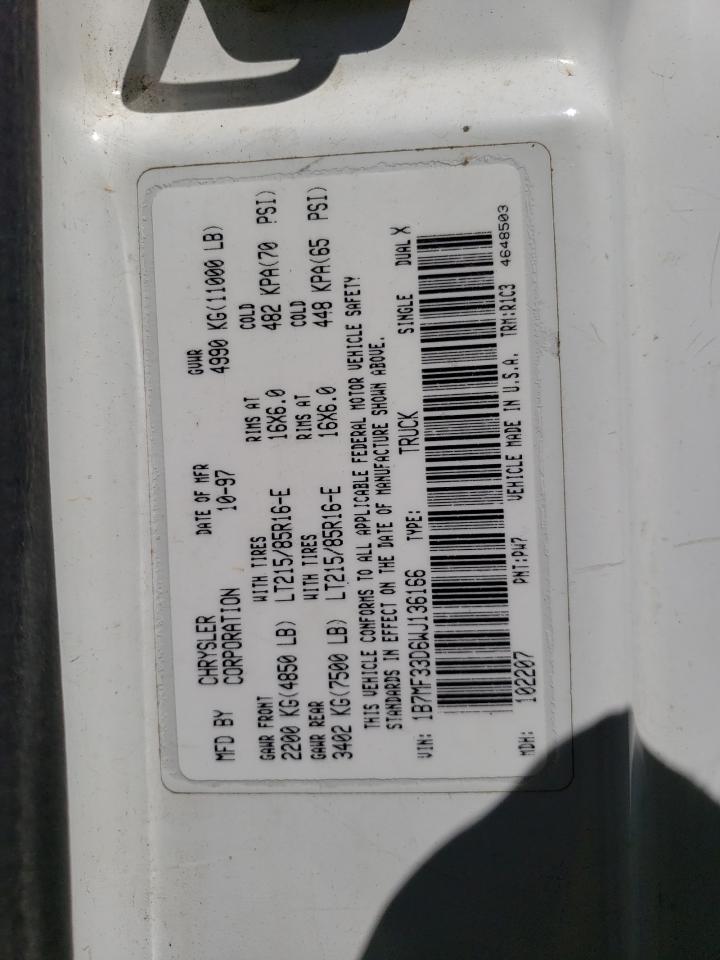 MFD BY CHRYSLER CORPORATION DATE OF MFR 10-97 GVWR 4990 KG(11000 LB)
GAWR FRONT WITH TIRES RIMS AT COLD
2200 KG(4850 LB) LT215/85R16-E 16X6.0 482 KPA(70 PSI)
GAWR REAR WITH TIRES RIMS AT COLD
3402 KG(7500 LB) LT215/85R16-E 16X6.0 448 KPA(65 PSI)
THIS VEHICLE CONFORMS TO ALL APPLICABLE FEDERAL MOTOR VEHICLE SAFETY
STANDARDS IN EFFECT ON THE DATE OF MANUFACTURE SHOWN ABOVE.
VIN: 1B7MF33D6WJ136166 TYPE: TRUCK SINGLE DUAL X
MDH: 102207 PNT:PW7 VEHICLE MADE IN U.S.A. TRM:R1C3 4648503